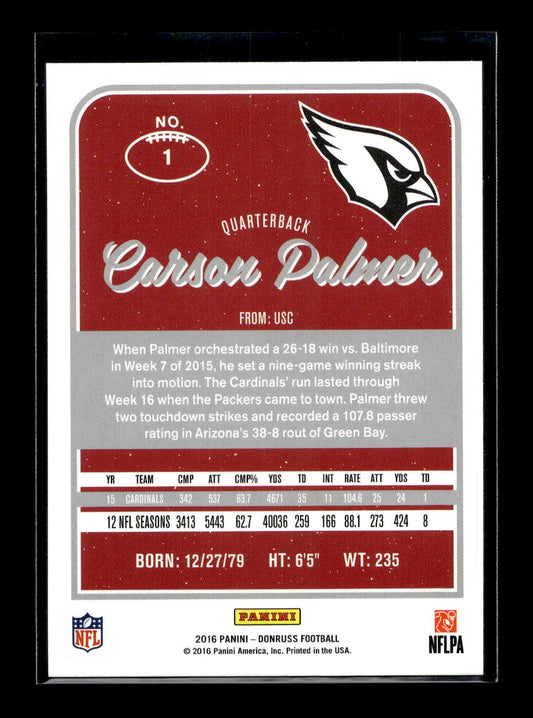 NO.
1
QUARTERBACK
Carson Palmer
FROM: USC
When Palmer orchestrated a 26-18 win vs. Baltimore
in Week 7 of 2015, he set a nine-game winning streak
into motion. The Cardinals' run lasted through
Week 16 when the Packers came to town. Palmer threw
two touchdown strikes and recorded a 107.8 passer
rating in Arizona's 38-8 rout of Green Bay.
YR TEAM CMP ATT CMP% YDS TD INT RATE ATT YDS TD
15 CARDINALS 342 537 63.7 4671 35 11 104.6 25 24 1
12 NFL SEASONS 3413 5443 62.7 40036 259 166 88.1 273 424 8
BORN: 12/27/79 HT: 6'5" WT: 235
NFL
PANINI
2016 PANINI – DONRUSS FOOTBALL
© 2016 Panini America, Inc. Printed in the USA.
NFLPA